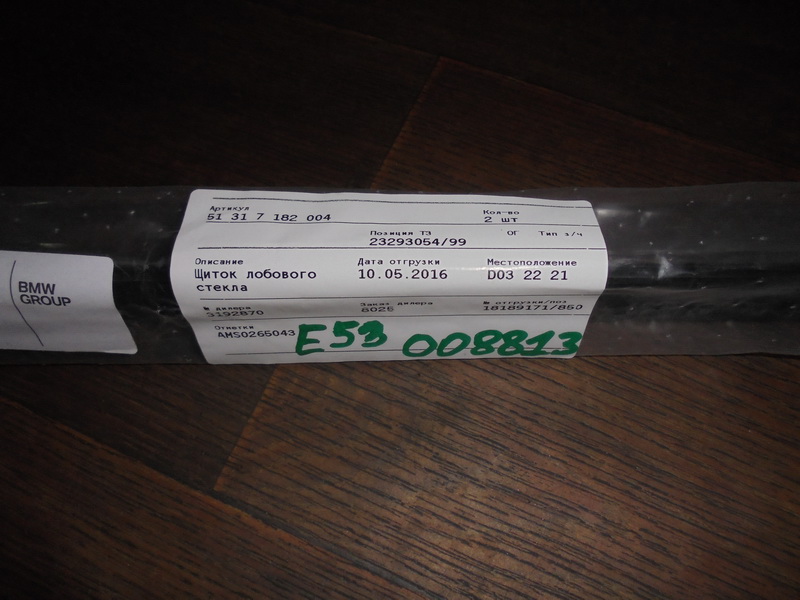 BMW
GROUP
Артикул Кол-во
51 31 7 182 004 2 шт
Позиция ТЗ ОГ Тип з/ч
23293054/99
Описание Дата отгрузки Местоположение
Щиток лобового 10.05.2016 D03 22 21
стекла
№ дилера Заказ дилера № отгрузки/поз
3192870 8026 18189171/850
Отметки
AMS0265043 E53 008813